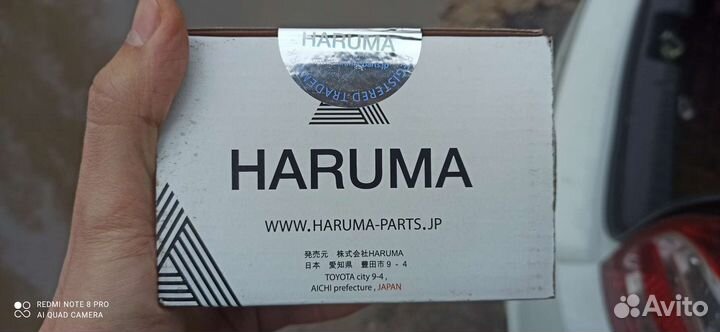 HARUMA
REGISTERED TRADEM
HARUMA
WWW.HARUMA-PARTS.JP
発売元 株式会社HARUMA
日本 愛知県 豊田市9-4
TOYOTA city 9-4 ,
AICHI prefecture , JAPAN
REDMI NOTE 8 PRO
AI QUAD CAMERA
Avito